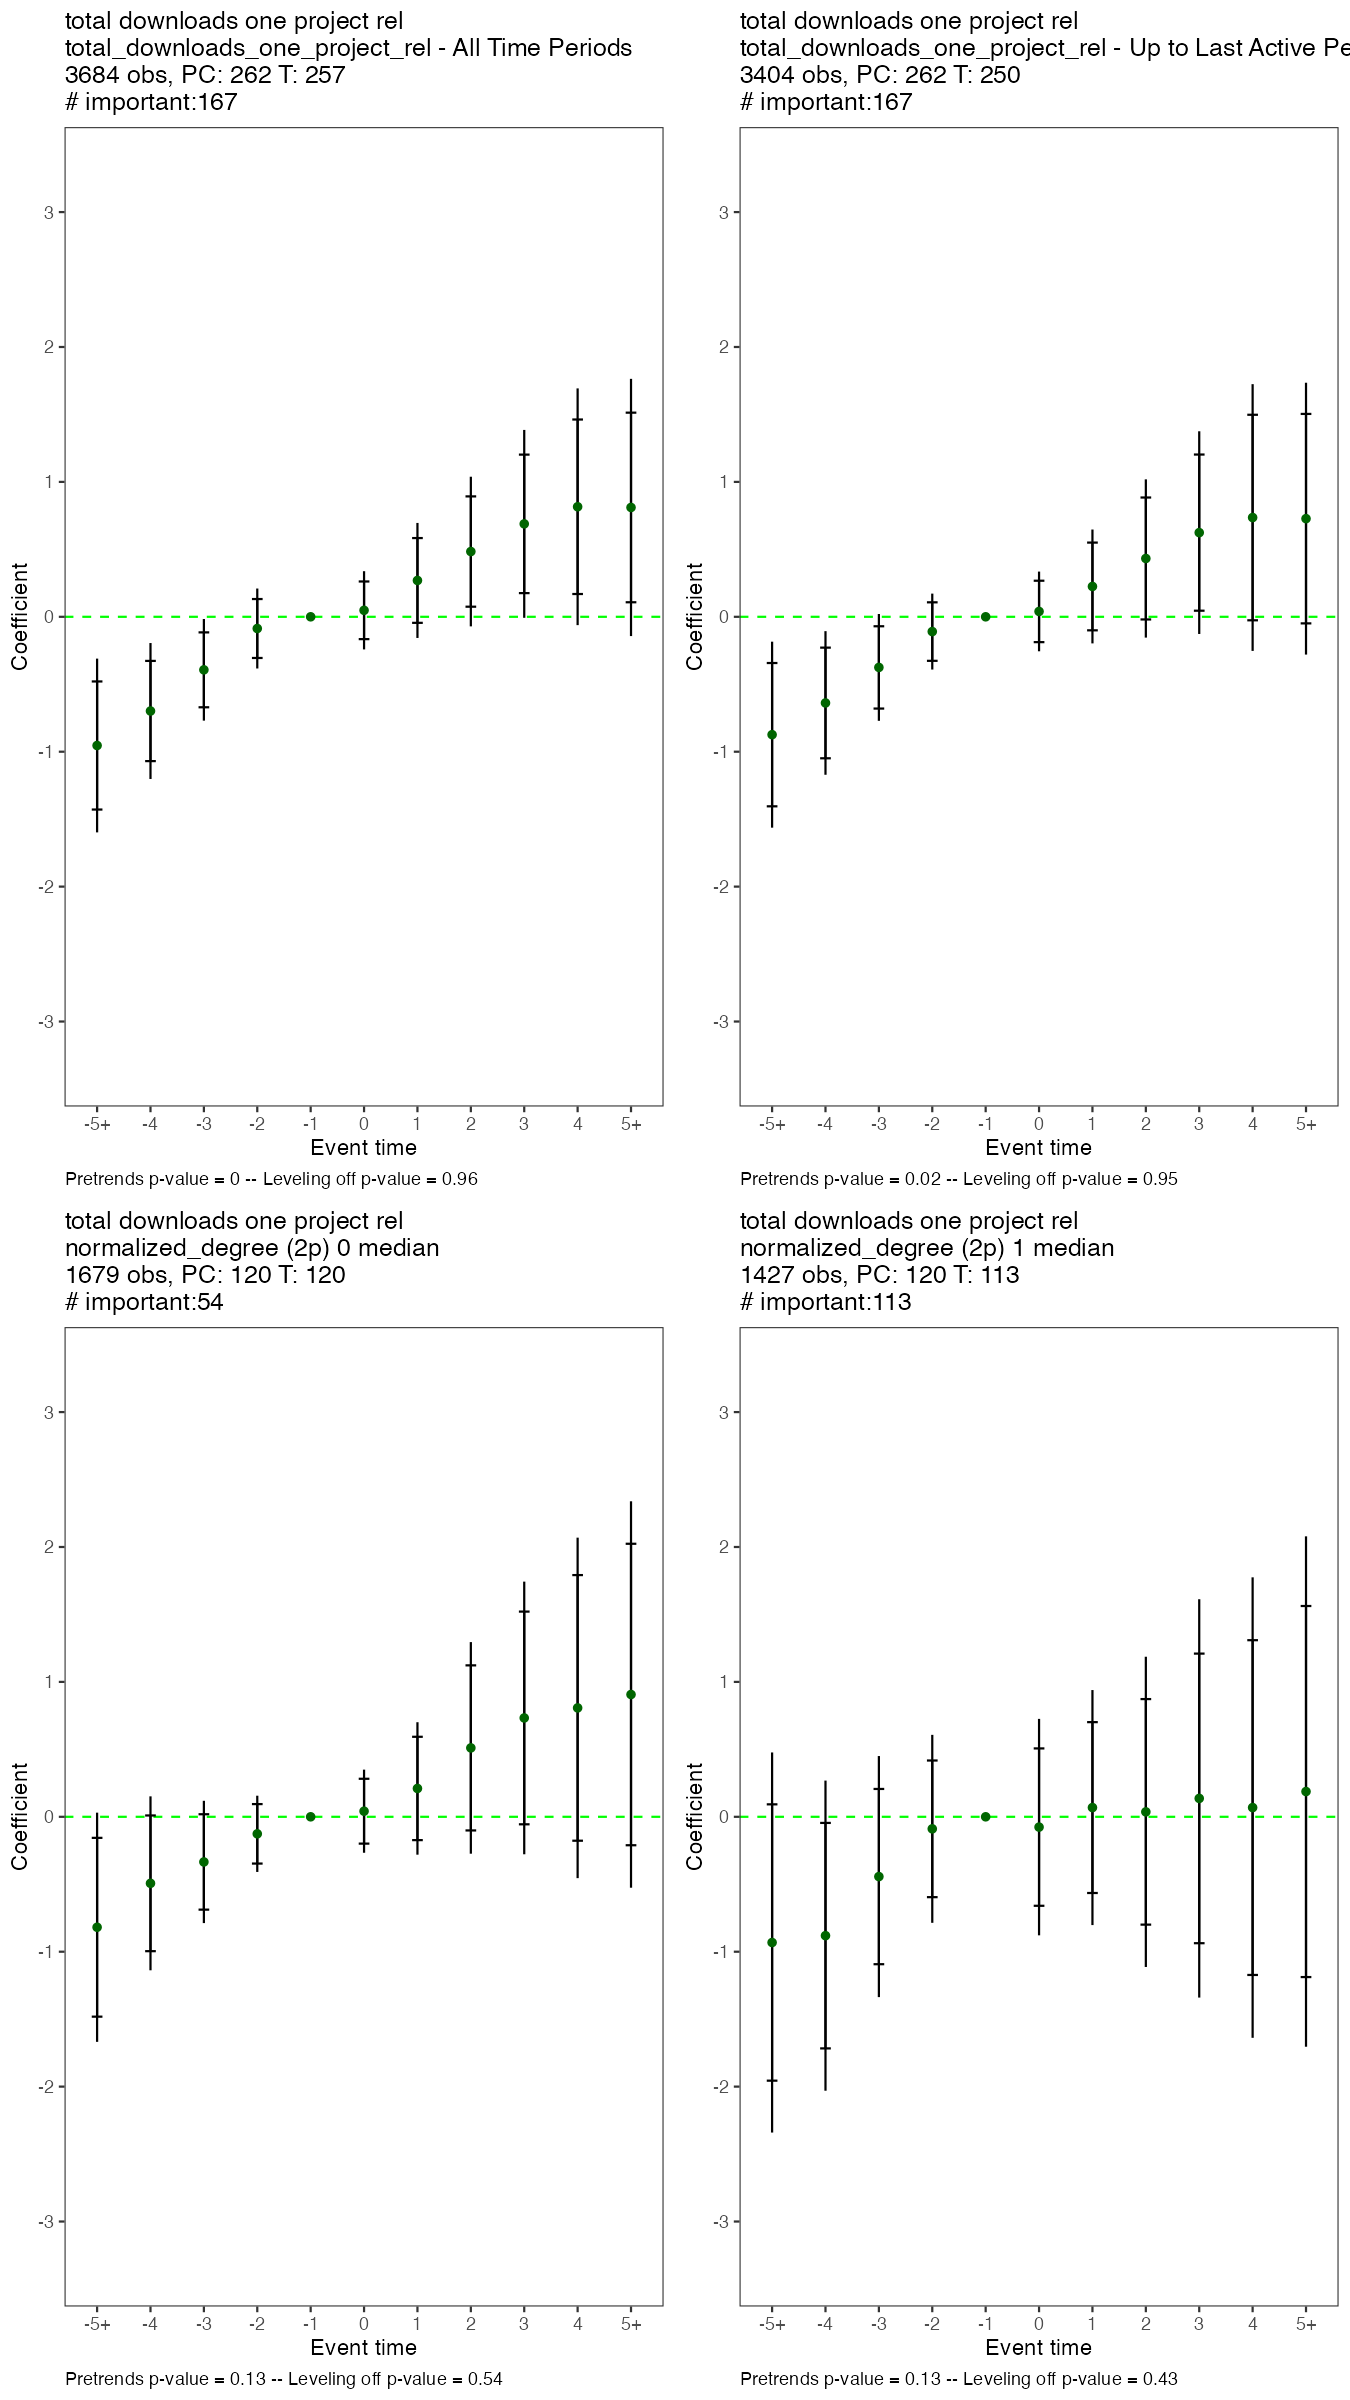 total downloads one project rel
total_downloads_one_project_rel - All Time Periods
3684 obs, PC: 262 T: 257
# important:167
Coefficient
3
2
1
0
-1
-2
-3
-5+ -4 -3 -2 -1 0 1 2 3 4 5+
Event time
Pretrends p-value = 0 -- Leveling off p-value = 0.96
total downloads one project rel
total_downloads_one_project_rel - Up to Last Active Pe
3404 obs, PC: 262 T: 250
# important:167
Coefficient
3
2
1
0
-1
-2
-3
-5+ -4 -3 -2 -1 0 1 2 3 4 5+
Event time
Pretrends p-value = 0.02 -- Leveling off p-value = 0.95
total downloads one project rel
normalized_degree (2p) 0 median
1679 obs, PC: 120 T: 120
# important:54
Coefficient
3
2
1
0
-1
-2
-3
-5+ -4 -3 -2 -1 0 1 2 3 4 5+
Event time
Pretrends p-value = 0.13 -- Leveling off p-value = 0.54
total downloads one project rel
normalized_degree (2p) 1 median
1427 obs, PC: 120 T: 113
# important:113
Coefficient
3
2
1
0
-1
-2
-3
-5+ -4 -3 -2 -1 0 1 2 3 4 5+
Event time
Pretrends p-value = 0.13 -- Leveling off p-value = 0.43